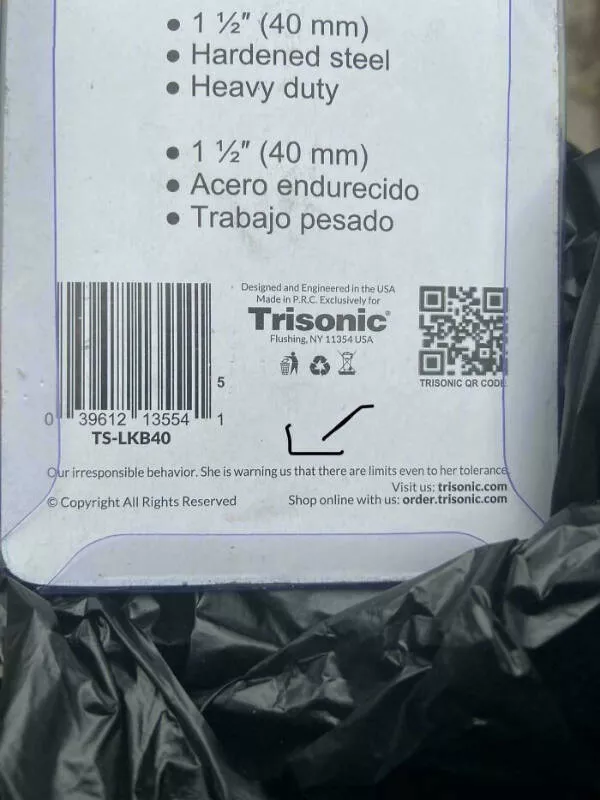 • 1 ½" (40 mm)
• Hardened steel
• Heavy duty
• 1 ½" (40 mm)
• Acero endurecido
• Trabajo pesado
Designed and Engineered in the USA
Made in P.R.C. Exclusively for
Trisonic®
Flushing, NY 11354 USA
TRISONIC QR CODE
5
0 39612 13554 1
TS-LKB40
Our irresponsible behavior. She is warning us that there are limits even to her tolerance.
Visit us: trisonic.com
© Copyright All Rights Reserved
Shop online with us: order.trisonic.com